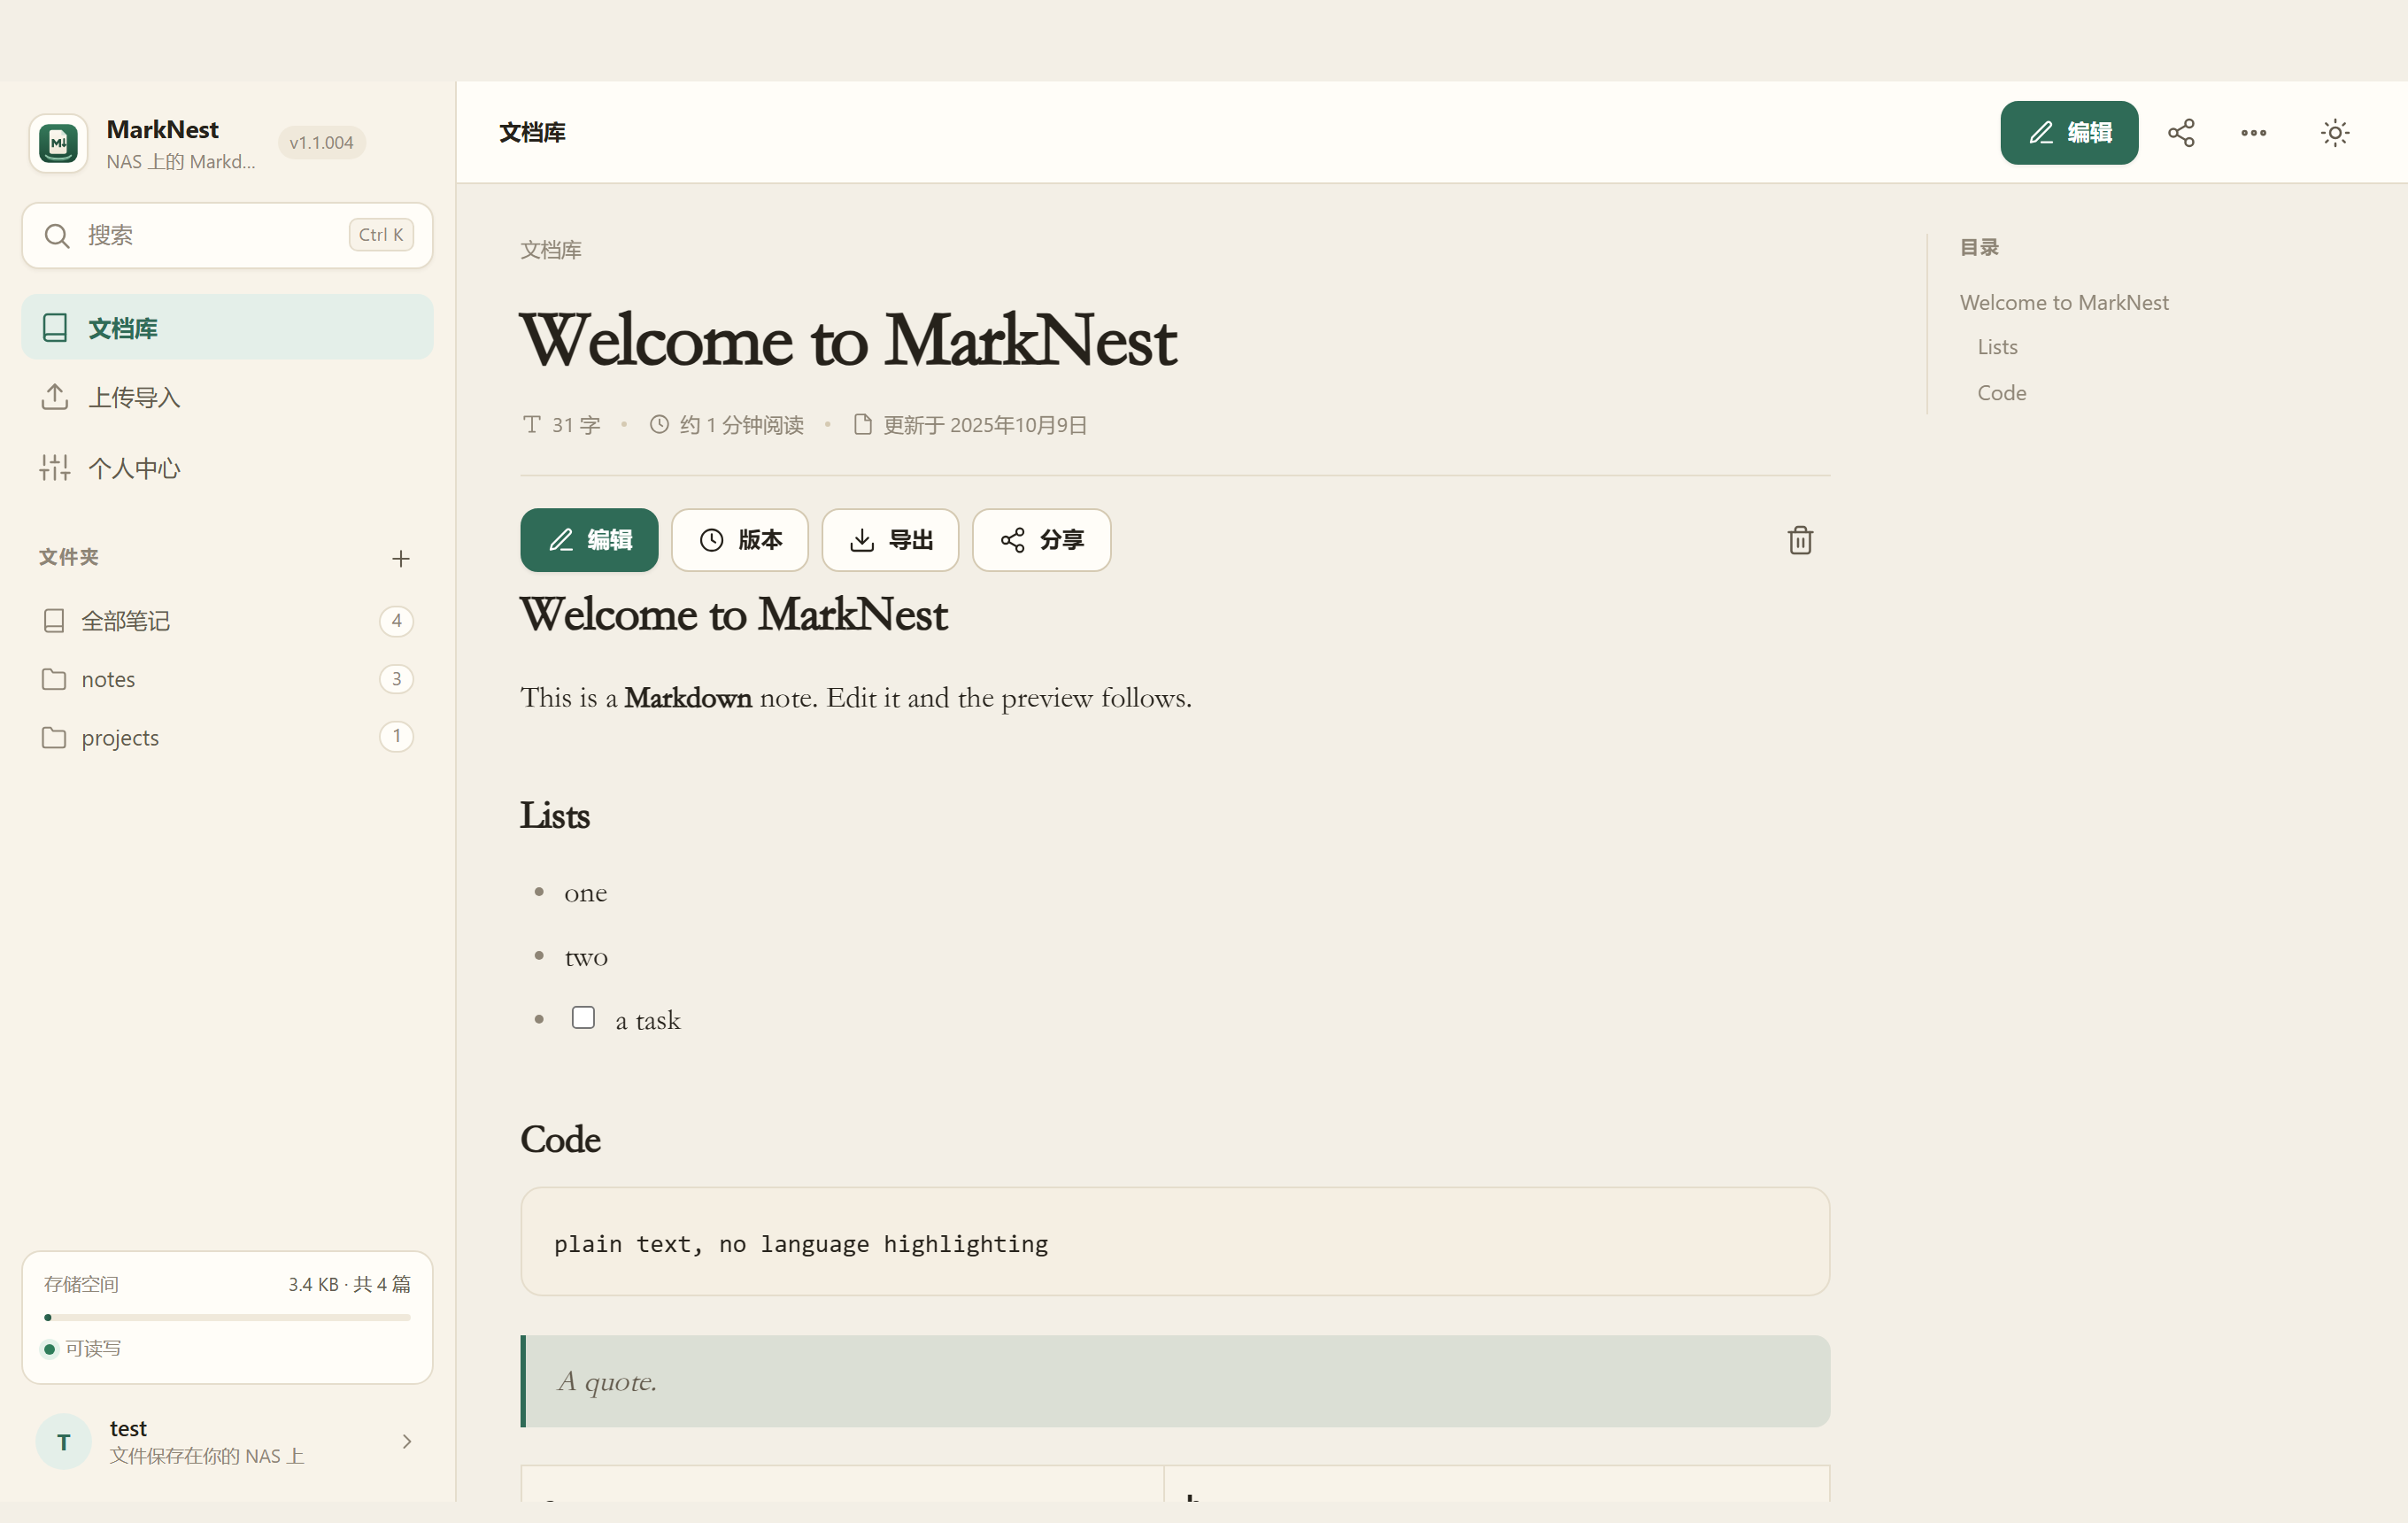 MarkNest
NAS 上的 Markd...
v1.1.004
搜索
Ctrl K
文档库
上传导入
个人中心
文件夹
全部笔记
4
notes
3
projects
1
存储空间
3.4 KB · 共 4 篇
可读写
T
test
文件保存在你的 NAS 上
文档库
编辑
文档库
Welcome to MarkNest
31 字 • 约 1 分钟阅读 • 更新于 2025年10月9日
编辑
版本
导出
分享
Welcome to MarkNest
This is a Markdown note. Edit it and the preview follows.
Lists
one
two
a task
Code
plain text, no language highlighting
A quote.
目录
Welcome to MarkNest
Lists
Code